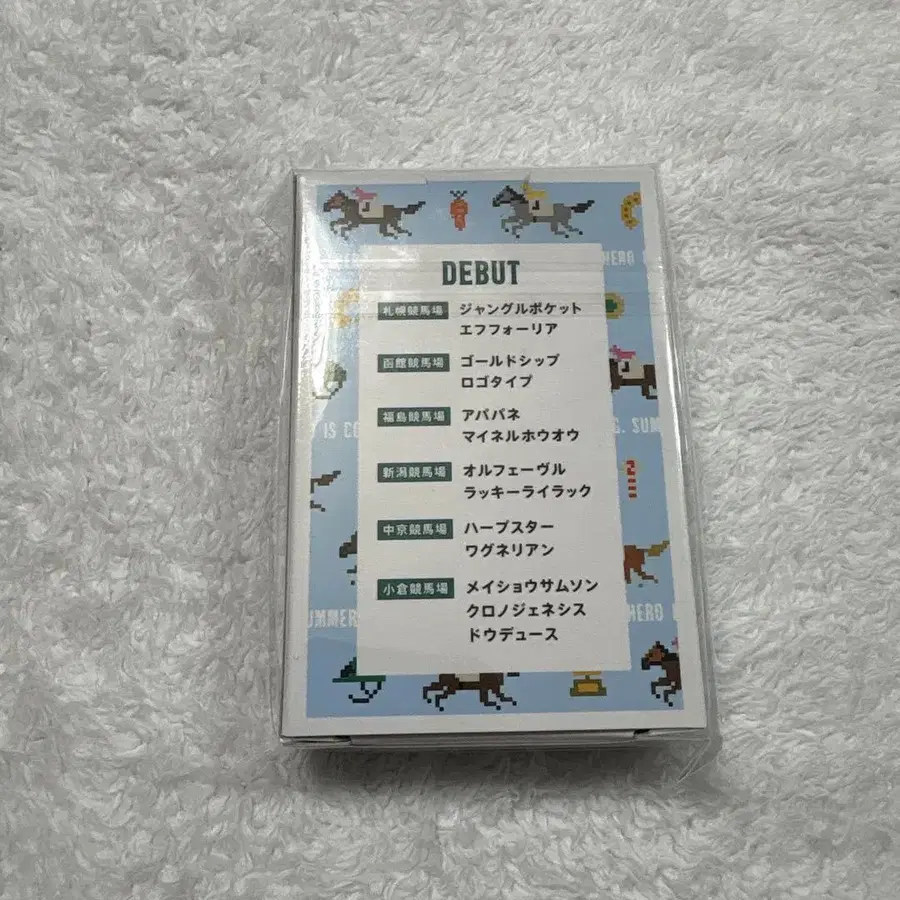 HERO
DEBUT
札幌競馬場 ジャングルポケット
エフフォーリア
函館競馬場 ゴールドシップ
ロゴタイプ
福島競馬場 アパパネ
マイネルホウオウ
IS
SUM
新潟競馬場 オルフェーヴル
ラッキーライラック
中京競馬場 ハープスター
ワグネリアン
小倉競馬場 メイショウサムソン
クロノジェネシス
ドウデュース
UMMER
HERO